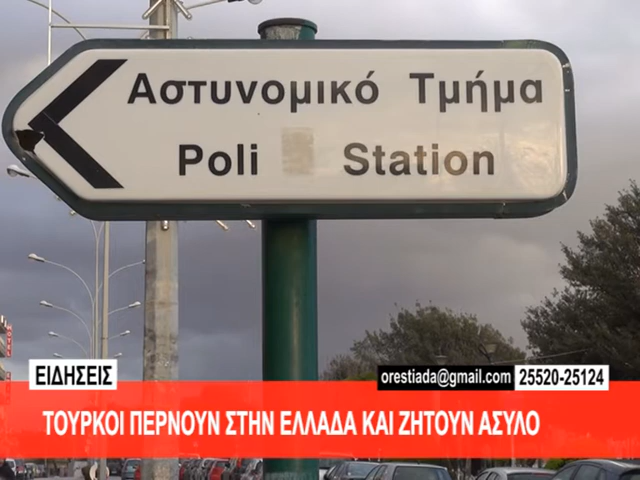 Αστυνομικό Τμήμα
Poli Station
ΕΙΔΗΣΕΙΣ
orestiada@gmail.com 25520-25124
ΤΟΥΡΚΟΙ ΠΕΡΝΟΥΝ ΣΤΗΝ ΕΛΛΑΔΑ ΚΑΙ ΖΗΤΟΥΝ ΑΣΥΛΟ